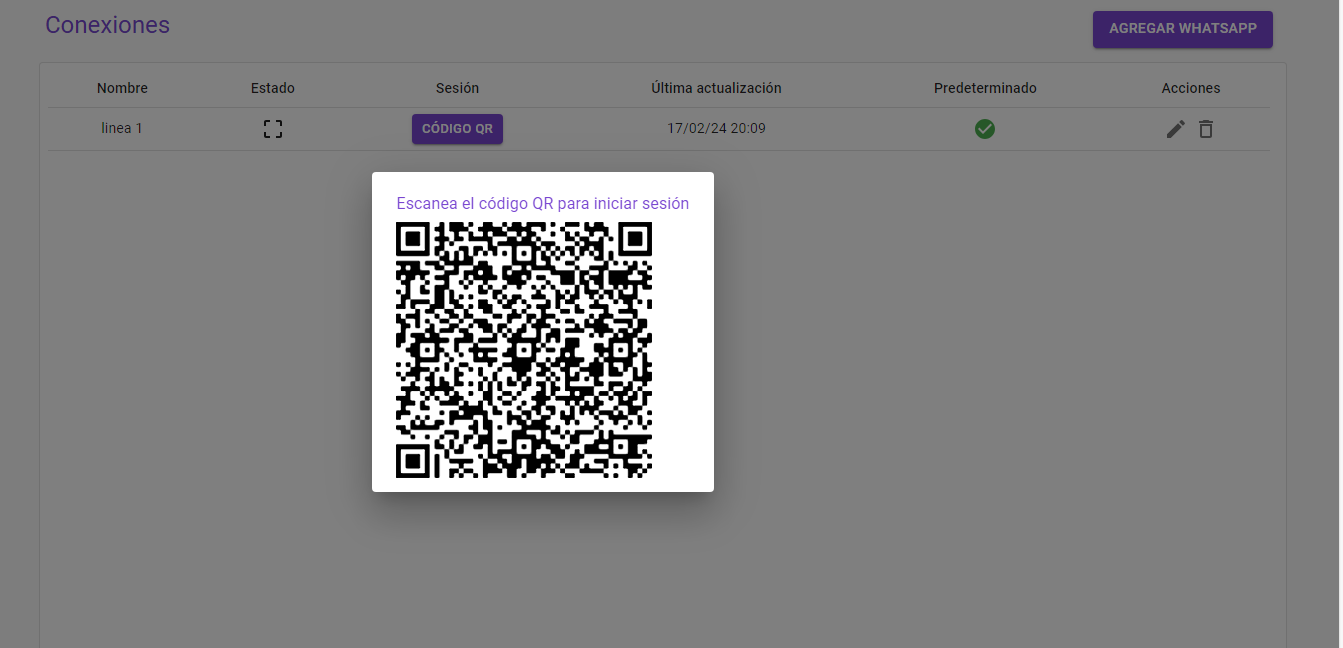 Conexiones
AGREGAR WHATSAPP
Nombre Estado Sesión Última actualización Predeterminado Acciones
linea 1 CÓDIGO QR 17/02/24 20:09
Escanea el código QR para iniciar sesión